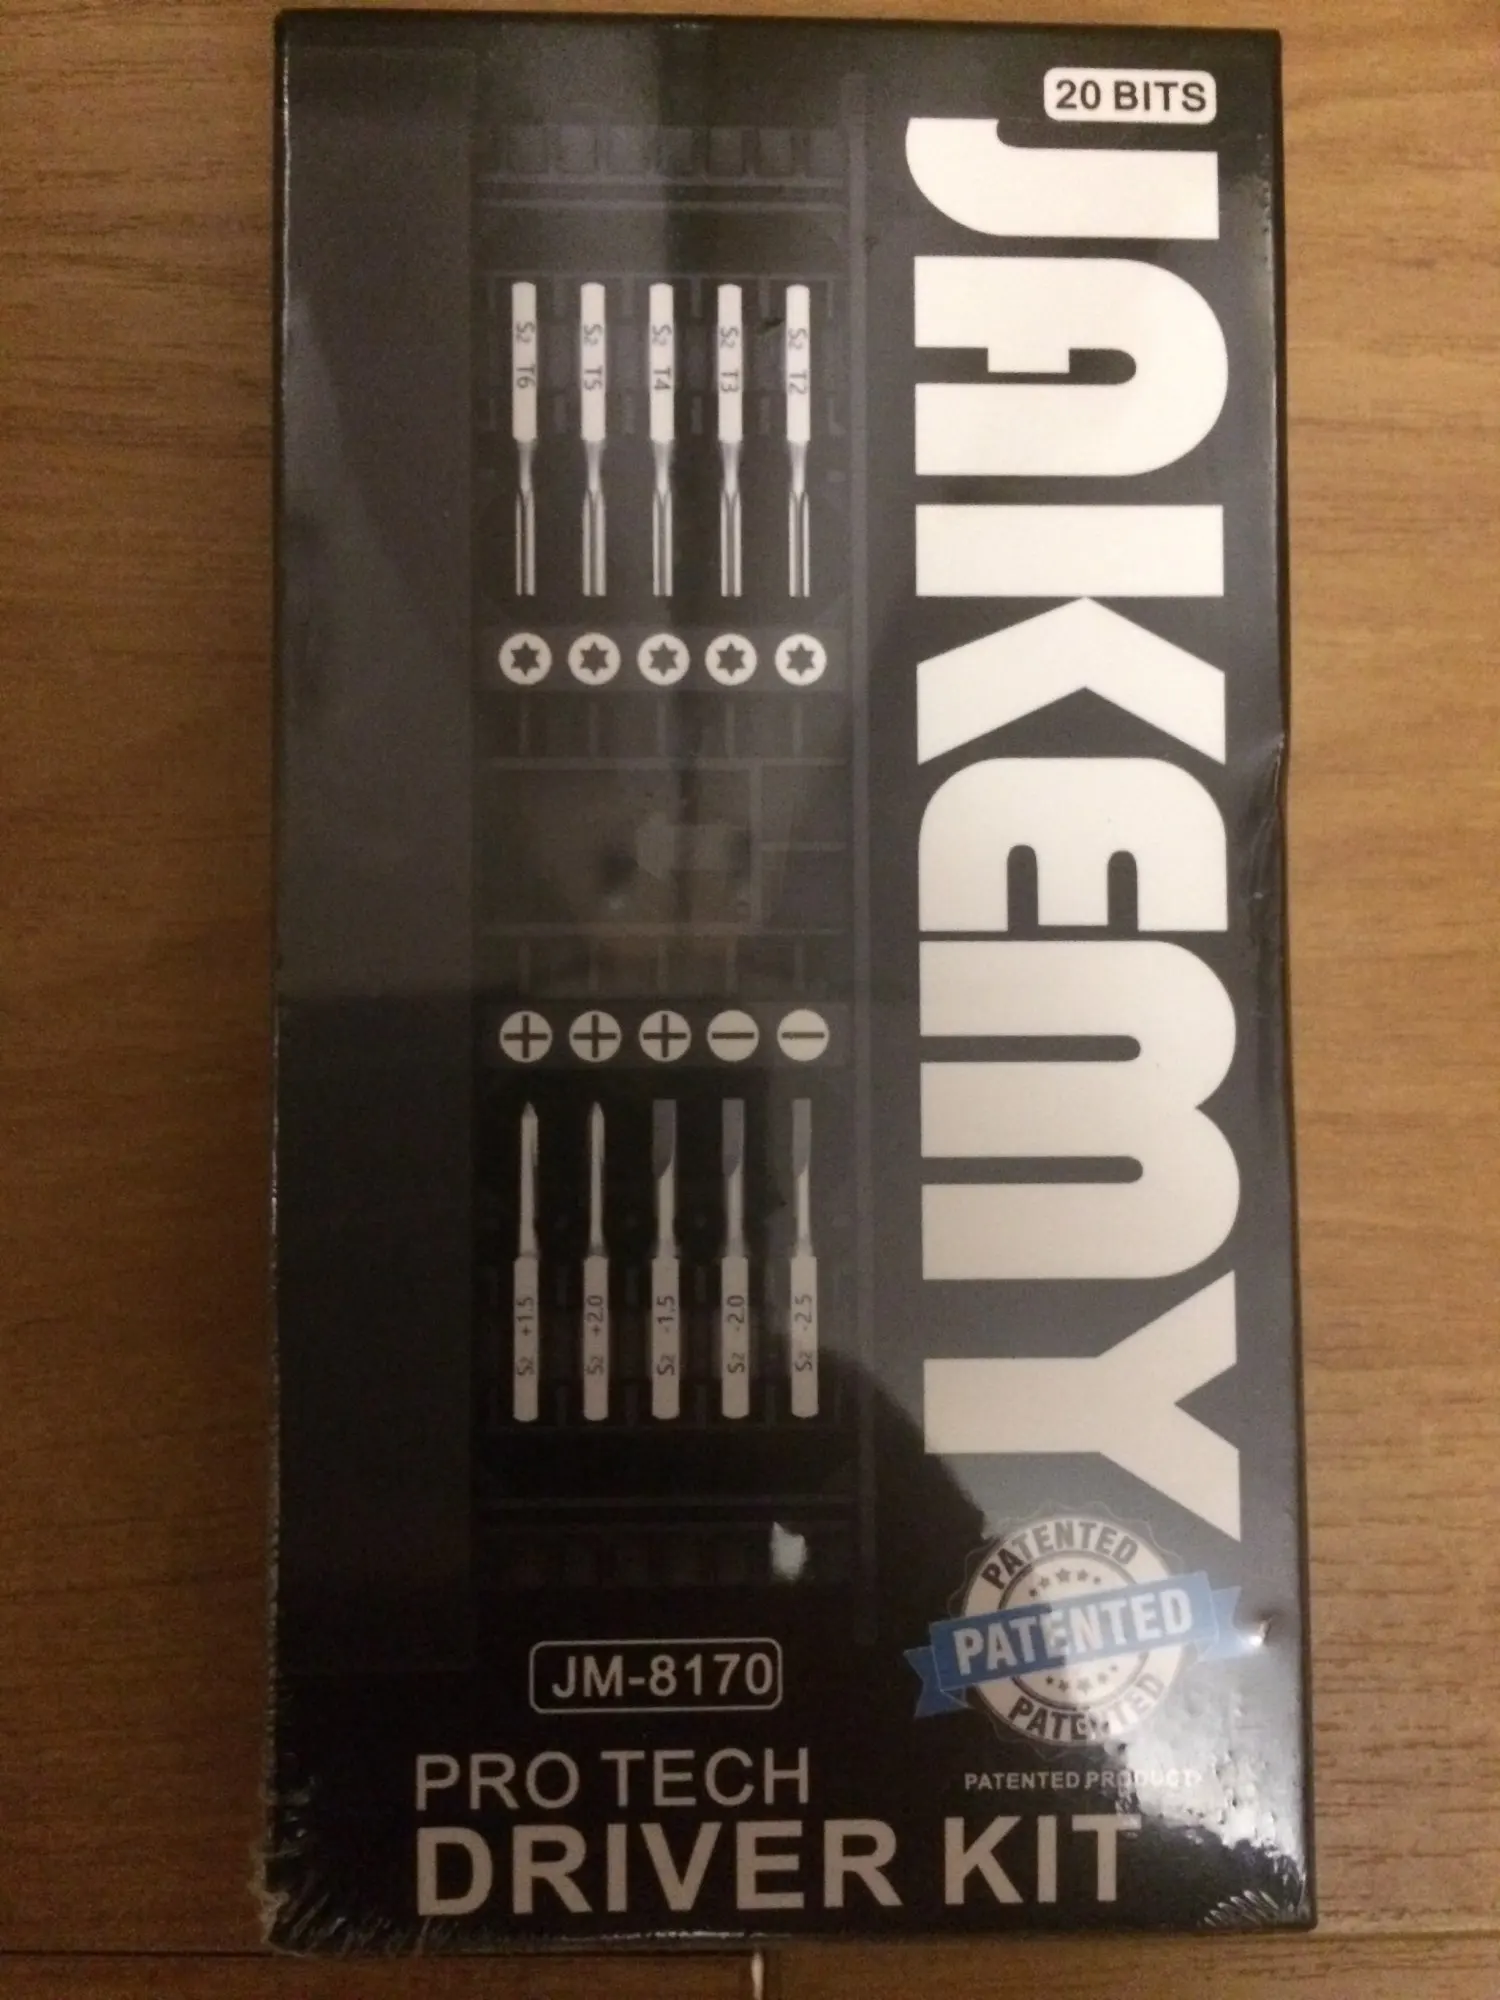 20 BITS
JAKEMY
S2 T6
S2 T5
S2 T4
S2 T3
S2 T2
S2 +1.5
S2 +2.0
S2 -1.5
S2 -2.0
S2 -2.5
PATENTED
PATENTED
PATENTED
JM-8170
PATENTED PRODUCT
PRO TECH
DRIVER KIT